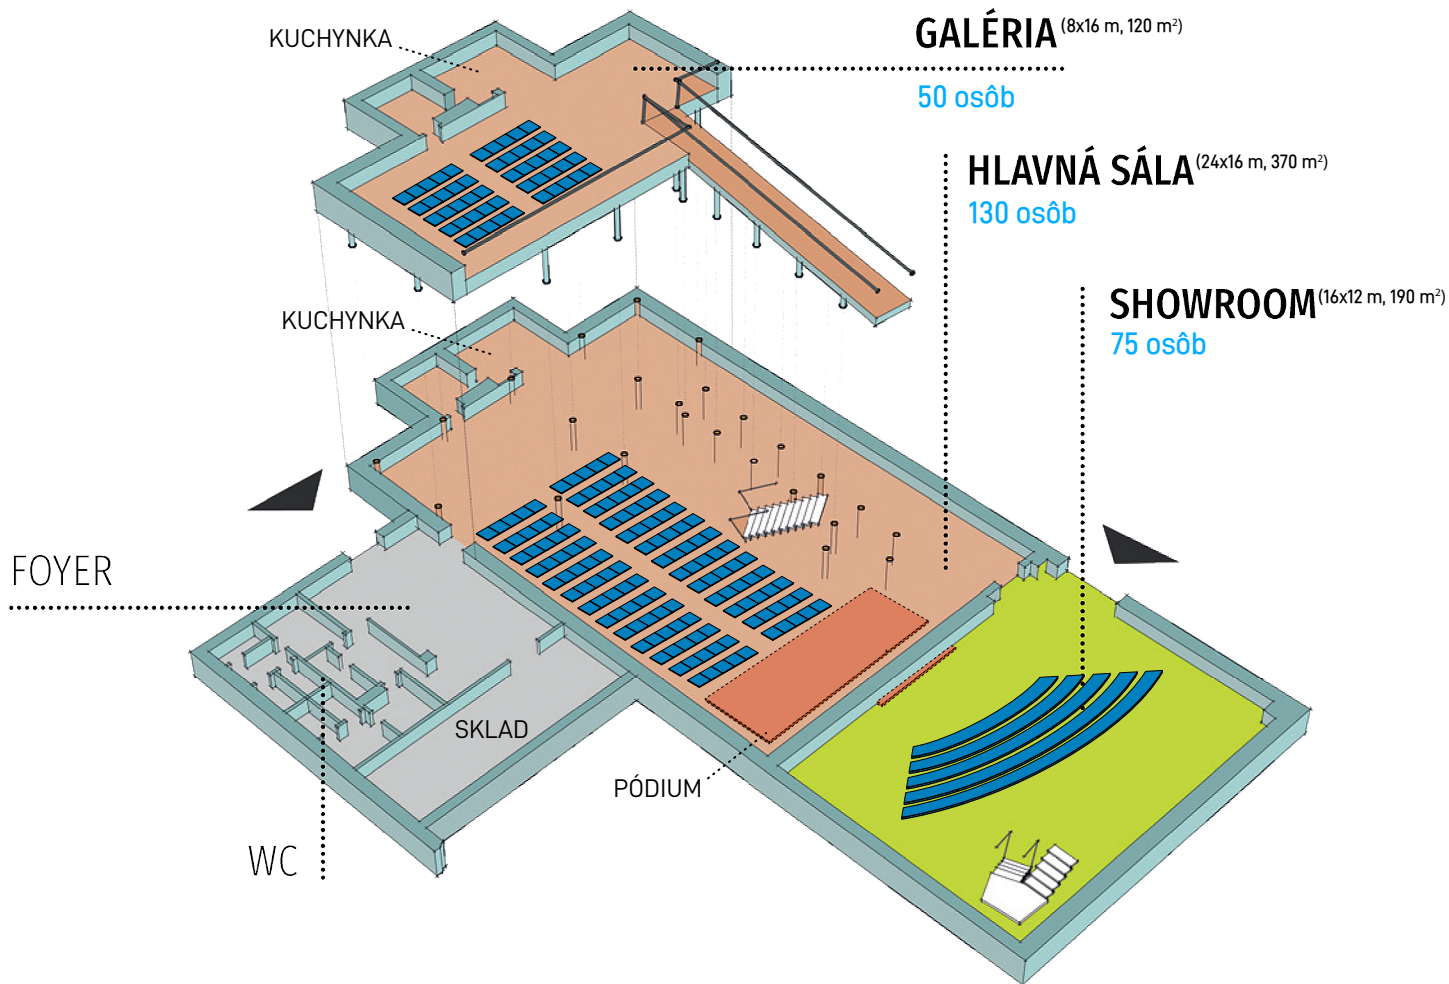 KUCHYNKA
GALÉRIA (8x16 m, 120 m²)
50 osôb
HLAVNÁ SÁLA (24x16 m, 370 m²)
130 osôb
SHOWROOM (16x12 m, 190 m²)
75 osôb
KUCHYNKA
FOYER
SKLAD
PÓDIUM
WC